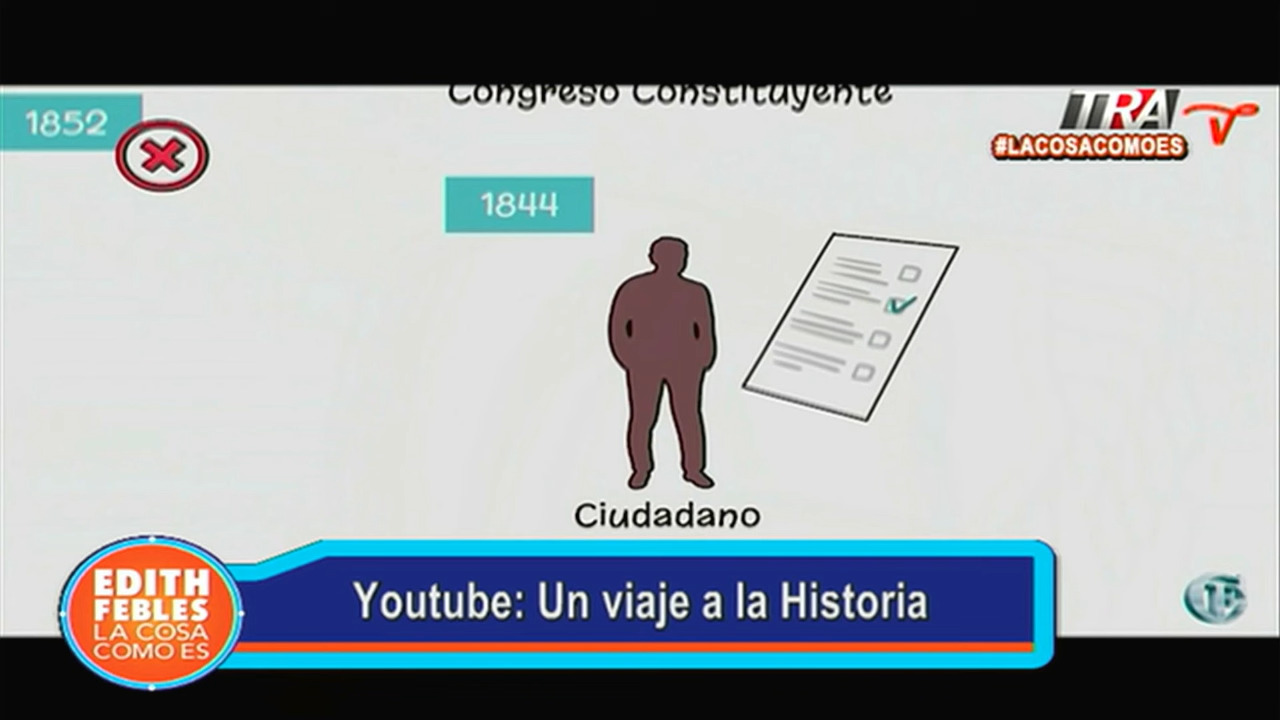 Congreso Constituyente
1852
TRA
#LACOSACOMOES
1844
Ciudadano
EDITH
FEBLES
LA COSA
COMO ES
Youtube: Un viaje a la Historia